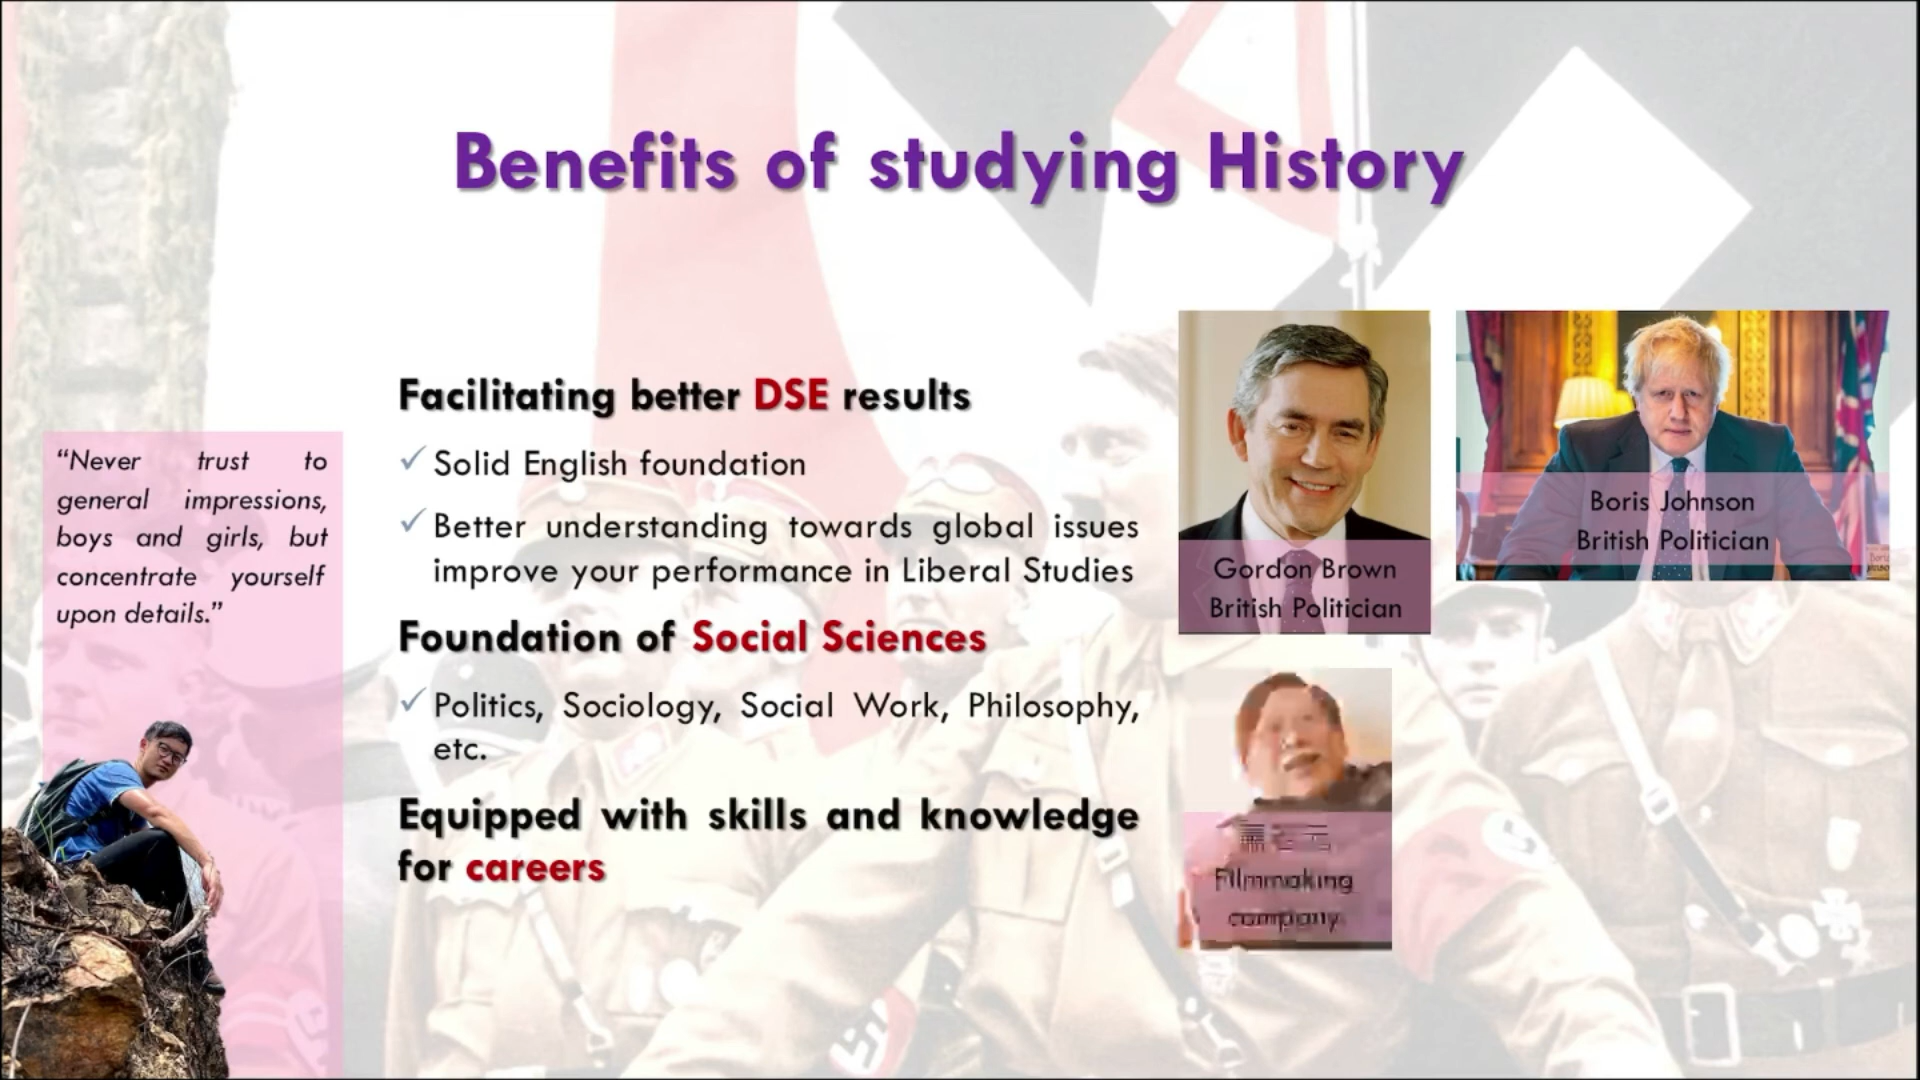 Benefits of studying History
“Never trust to
general impressions,
boys and girls, but
concentrate yourself
upon details.”
Facilitating better DSE results
✓ Solid English foundation
✓ Better understanding towards global issues
improve your performance in Liberal Studies
Foundation of Social Sciences
✓ Politics, Sociology, Social Work, Philosophy,
etc.
Equipped with skills and knowledge
for careers
Gordon Brown
British Politician
Boris Johnson
British Politician
Filmmaking
company